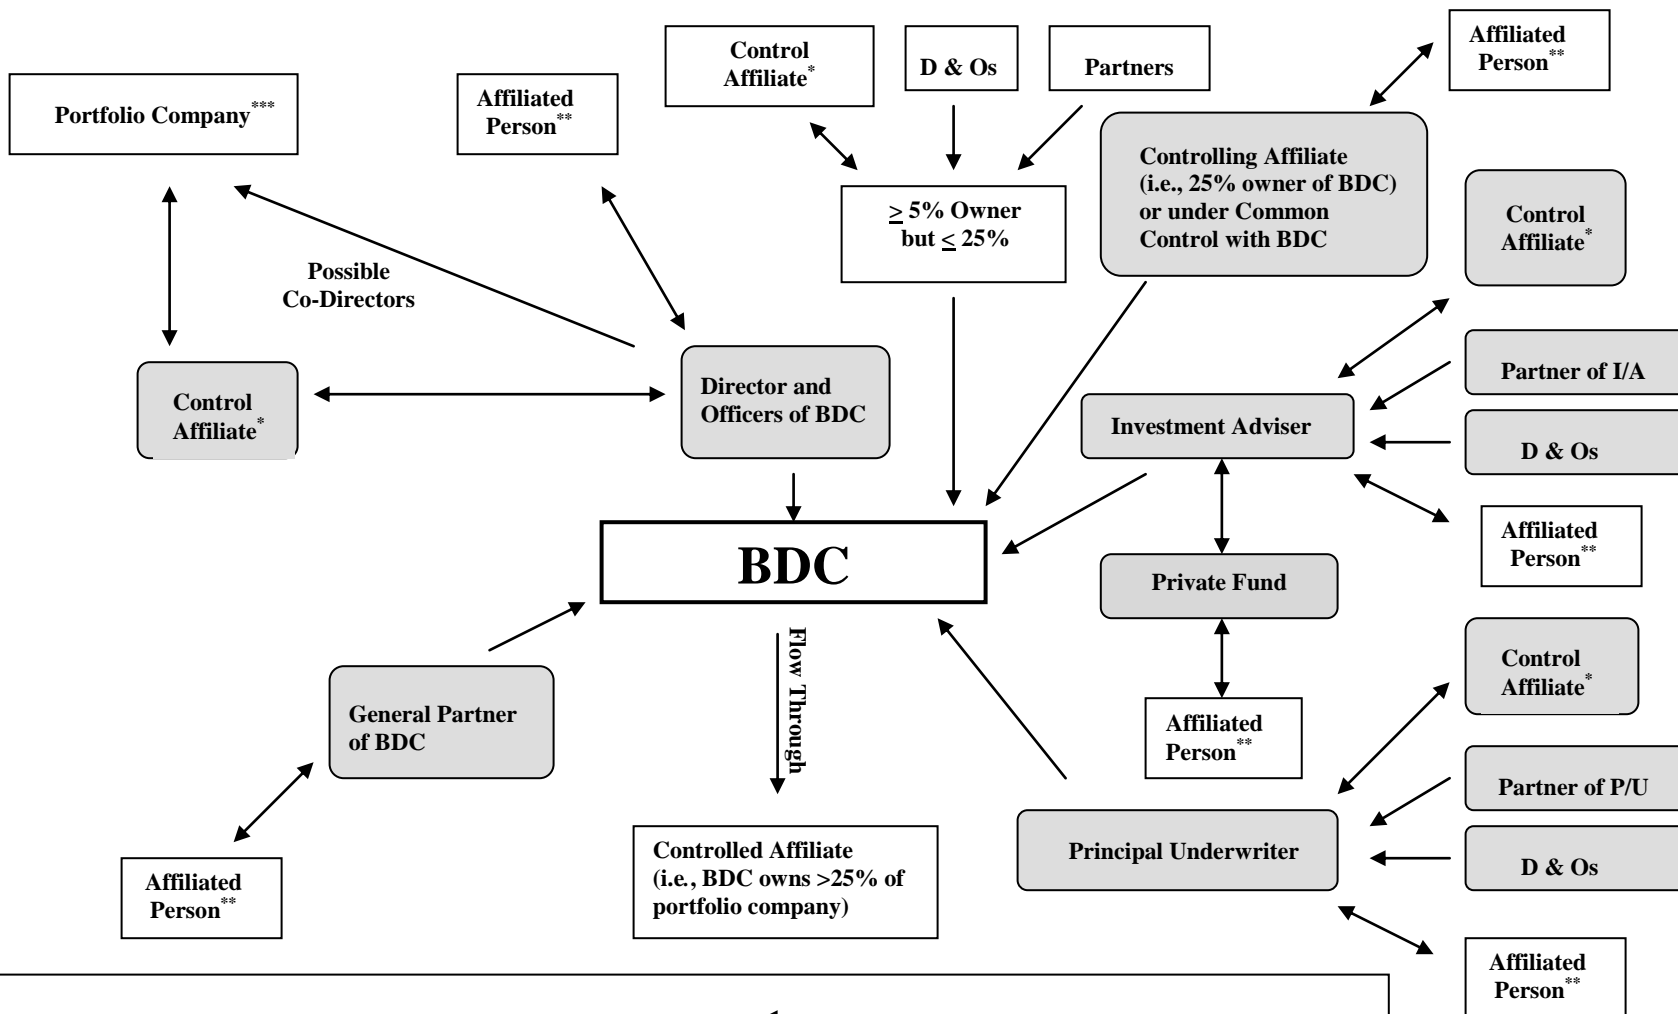 Portfolio Company***
Affiliated
Person**
Control
Affiliate*
D & Os
Partners
Affiliated
Person**
≥ 5% Owner
but ≤ 25%
Controlling Affiliate
(i.e., 25% owner of BDC)
or under Common
Control with BDC
Control
Affiliate*
Possible
Co-Directors
Control
Affiliate*
Director and
Officers of BDC
Investment Adviser
Partner of I/A
D & Os
Affiliated
Person**
BDC
Private Fund
Flow Through
General Partner
of BDC
Affiliated
Person**
Control
Affiliate*
Partner of P/U
Principal Underwriter
D & Os
Affiliated
Person**
Controlled Affiliate
(i.e., BDC owns >25% of
portfolio company)
Affiliated
Person**